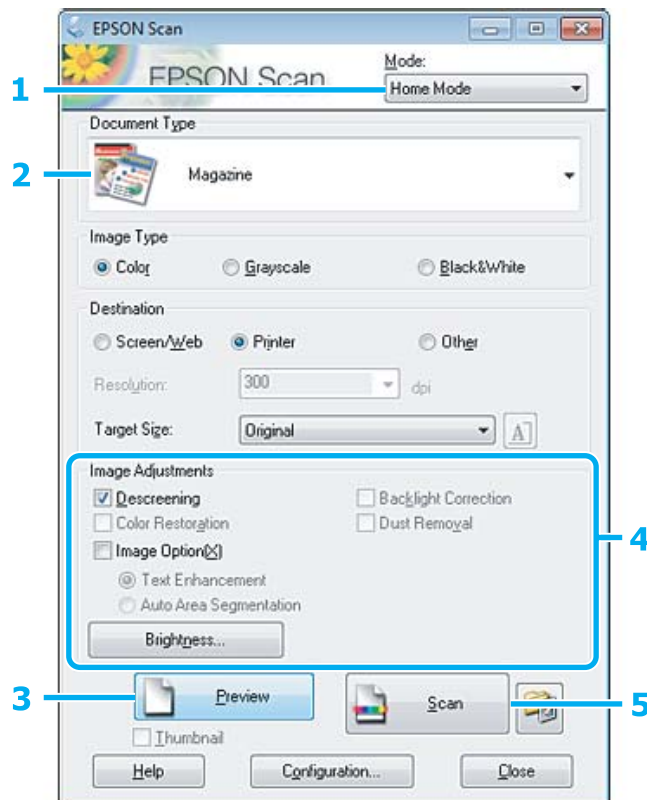 EPSON Scan
EPSON Scan
Mode:
1
Home Mode
Document Type
2
Magazine
Image Type
Color Grayscale Black&White
Destination
Screen/Web Printer Other
Resolution: 300 dpi
Target Size: Original A
Image Adjustments
Descreening Backlight Correction
Color Restoration Dust Removal
4
Image Option(X)
Text Enhancement
Auto Area Segmentation
Brightness...
3 Preview Scan 5
Thumbnail
Help Configuration... Close